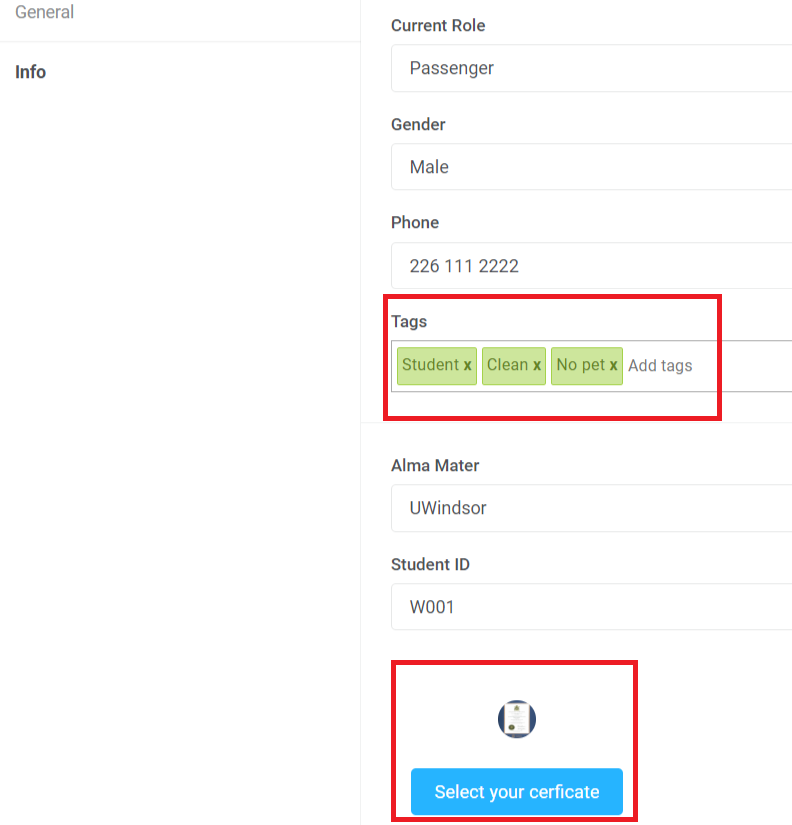 General
Info
Current Role
Passenger
Gender
Male
Phone
226 111 2222
Tags
Student x Clean x No pet x Add tags
Alma Mater
UWindsor
Student ID
W001
Select your cerficate